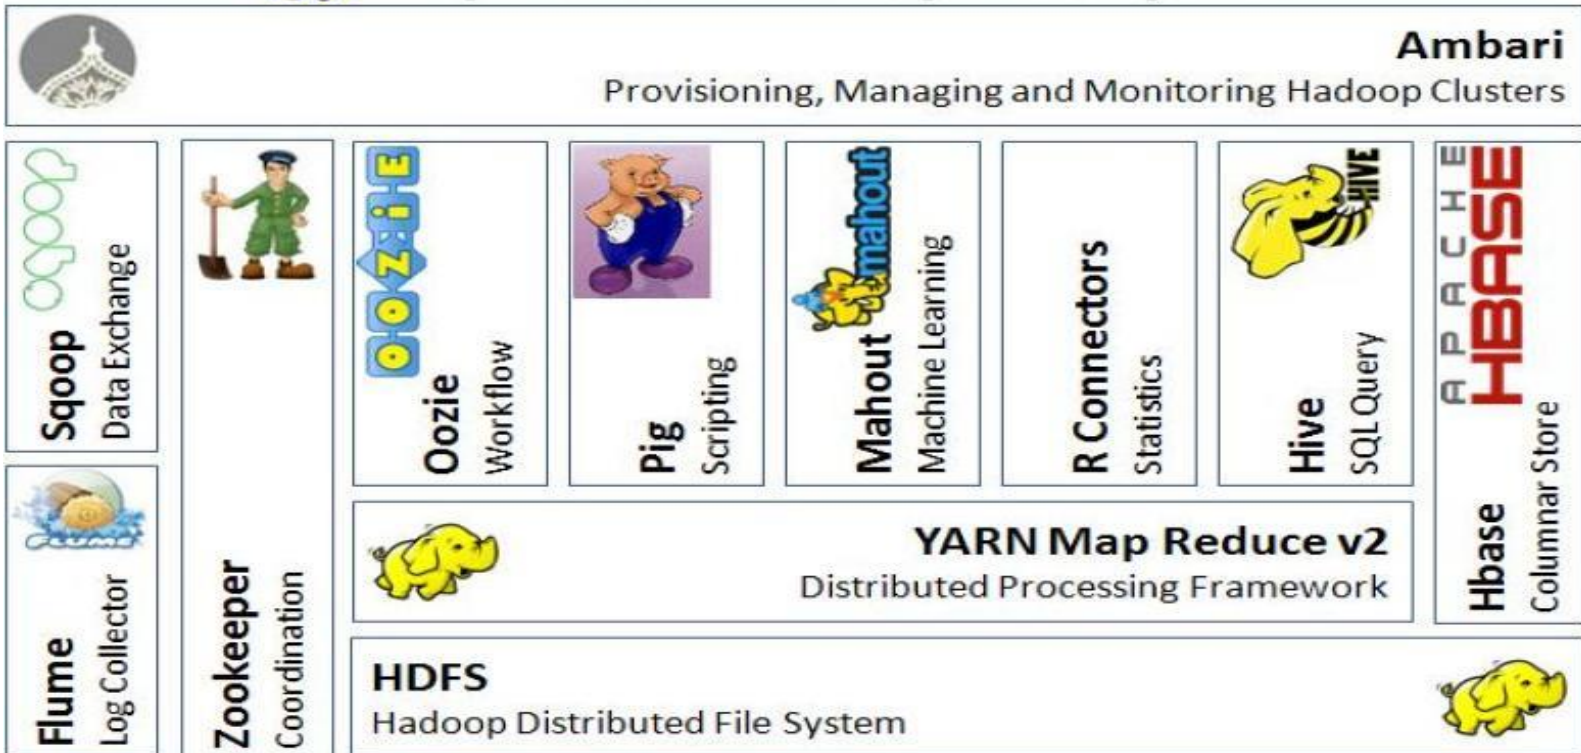 Ambari
Provisioning, Managing and Monitoring Hadoop Clusters
sqoop
Sqoop
Data Exchange
FLUME
Flume
Log Collector
Zookeeper
Coordination
OOZIE
Oozie
Workflow
Pig
Scripting
mahout
Mahout
Machine Learning
R Connectors
Statistics
HIVE
Hive
SQL Query
APACHE
HBASE
Hbase
Columnar Store
YARN Map Reduce v2
Distributed Processing Framework
HDFS
Hadoop Distributed File System